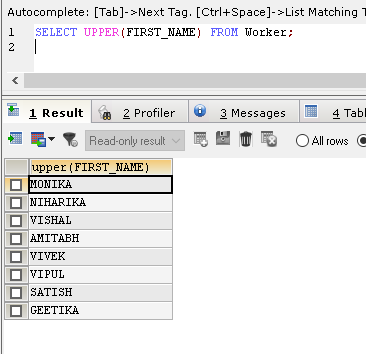 Autocomplete: [Tab]->Next Tag. [Ctrl+Space]->List Matching T
1 SELECT UPPER(FIRST_NAME) FROM Worker;
2
1 Result 2 Profiler 3 Messages 4 Tabl
Read-only result All rows
upper(FIRST_NAME)
MONIKA
NIHARIKA
VISHAL
AMITABH
VIVEK
VIPUL
SATISH
GEETIKA